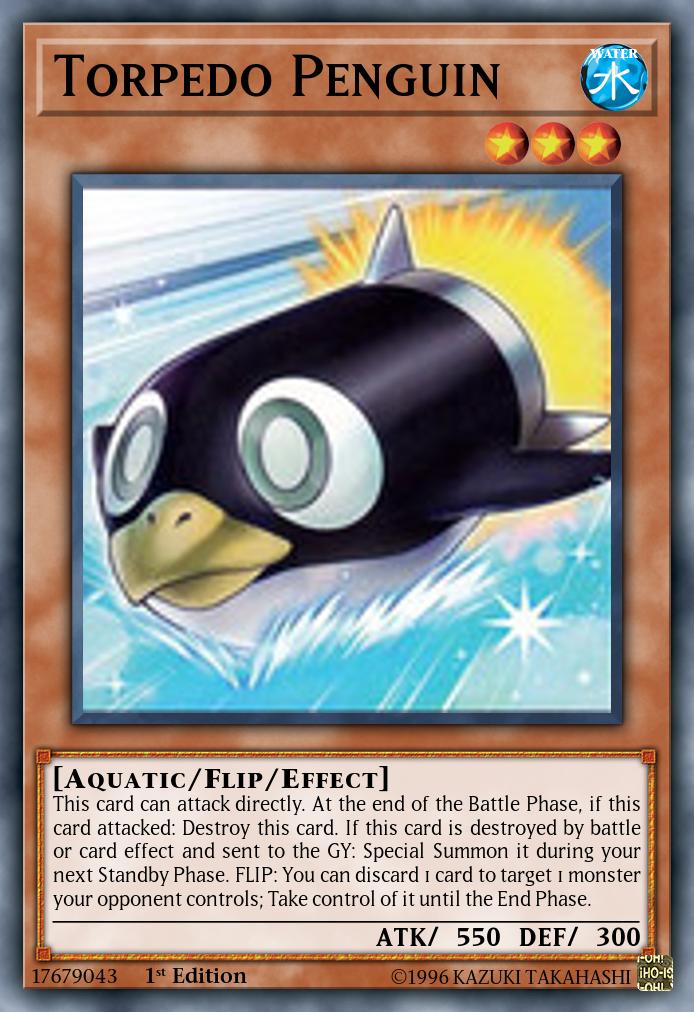 Torpedo Penguin
WATER
水
[Aquatic/Flip/Effect]
This card can attack directly. At the end of the Battle Phase, if this
card attacked: Destroy this card. If this card is destroyed by battle
or card effect and sent to the GY: Special Summon it during your
next Standby Phase. FLIP: You can discard 1 card to target 1 monster
your opponent controls; Take control of it until the End Phase.
ATK/ 550 DEF/ 300
17679043 1st Edition ©1996 KAZUKI TAKAHASHI